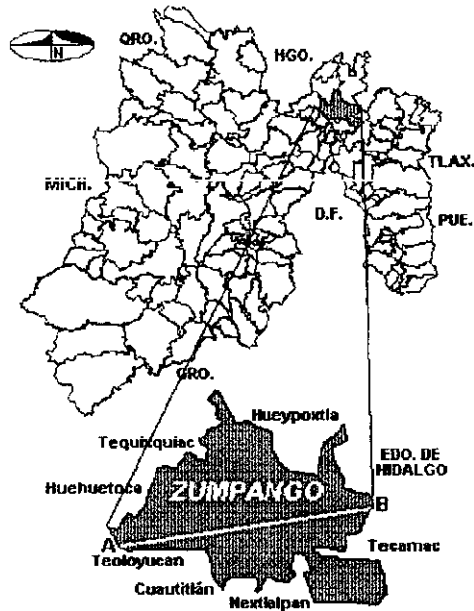 N
QRO.
HGO.
MICH.
TLAX.
D.F.
PUE.
GRO.
Hueypoxtla
Tequixquiac
EDO. DE
HIDALGO
Huehuetoca
ZUMPANGO
B
A
Teoloyucan
Tecamac
Cuautitlán
Nextlalpan